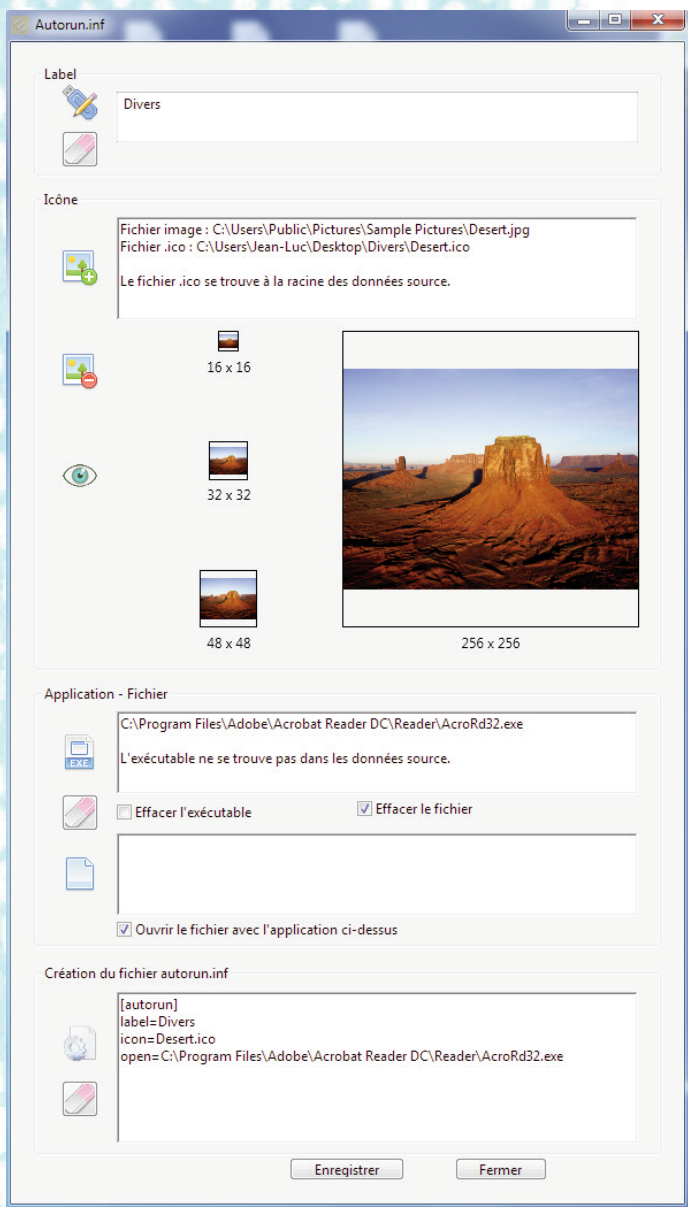 Autorun.inf
Label
Divers
Icône
Fichier image : C:\Users\Public\Pictures\Sample Pictures\Desert.jpg
Fichier .ico : C:\Users\Jean-Luc\Desktop\Divers\Desert.ico
Le fichier .ico se trouve à la racine des données source.
16 x 16
32 x 32
48 x 48
256 x 256
Application - Fichier
C:\Program Files\Adobe\Acrobat Reader DC\Reader\AcroRd32.exe
L'exécutable ne se trouve pas dans les données source.
EXE
Effacer l'exécutable
Effacer le fichier
Ouvrir le fichier avec l'application ci-dessus
Création du fichier autorun.inf
[autorun]
label=Divers
icon=Desert.ico
open=C:\Program Files\Adobe\Acrobat Reader DC\Reader\AcroRd32.exe
Enregistrer
Fermer